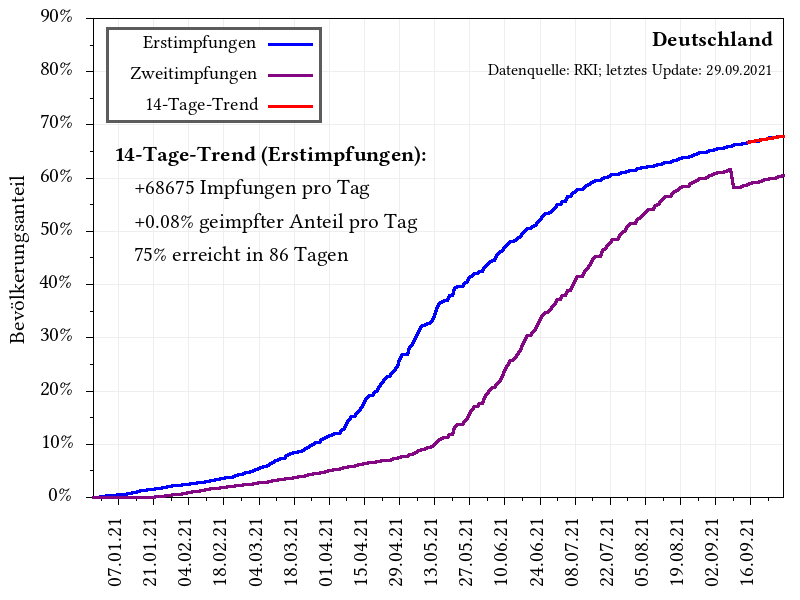 90%
80%
70%
60%
50%
40%
30%
20%
10%
0%
Bevölkerungsanteil
Erstimpfungen
Zweitimpfungen
14-Tage-Trend
Deutschland
Datenquelle: RKI; letztes Update: 29.09.2021
14-Tage-Trend (Erstimpfungen):
+68675 Impfungen pro Tag
+0.08% geimpfter Anteil pro Tag
75% erreicht in 86 Tagen
07.01.21
21.01.21
04.02.21
18.02.21
04.03.21
18.03.21
01.04.21
15.04.21
29.04.21
13.05.21
27.05.21
10.06.21
24.06.21
08.07.21
22.07.21
05.08.21
19.08.21
02.09.21
16.09.21